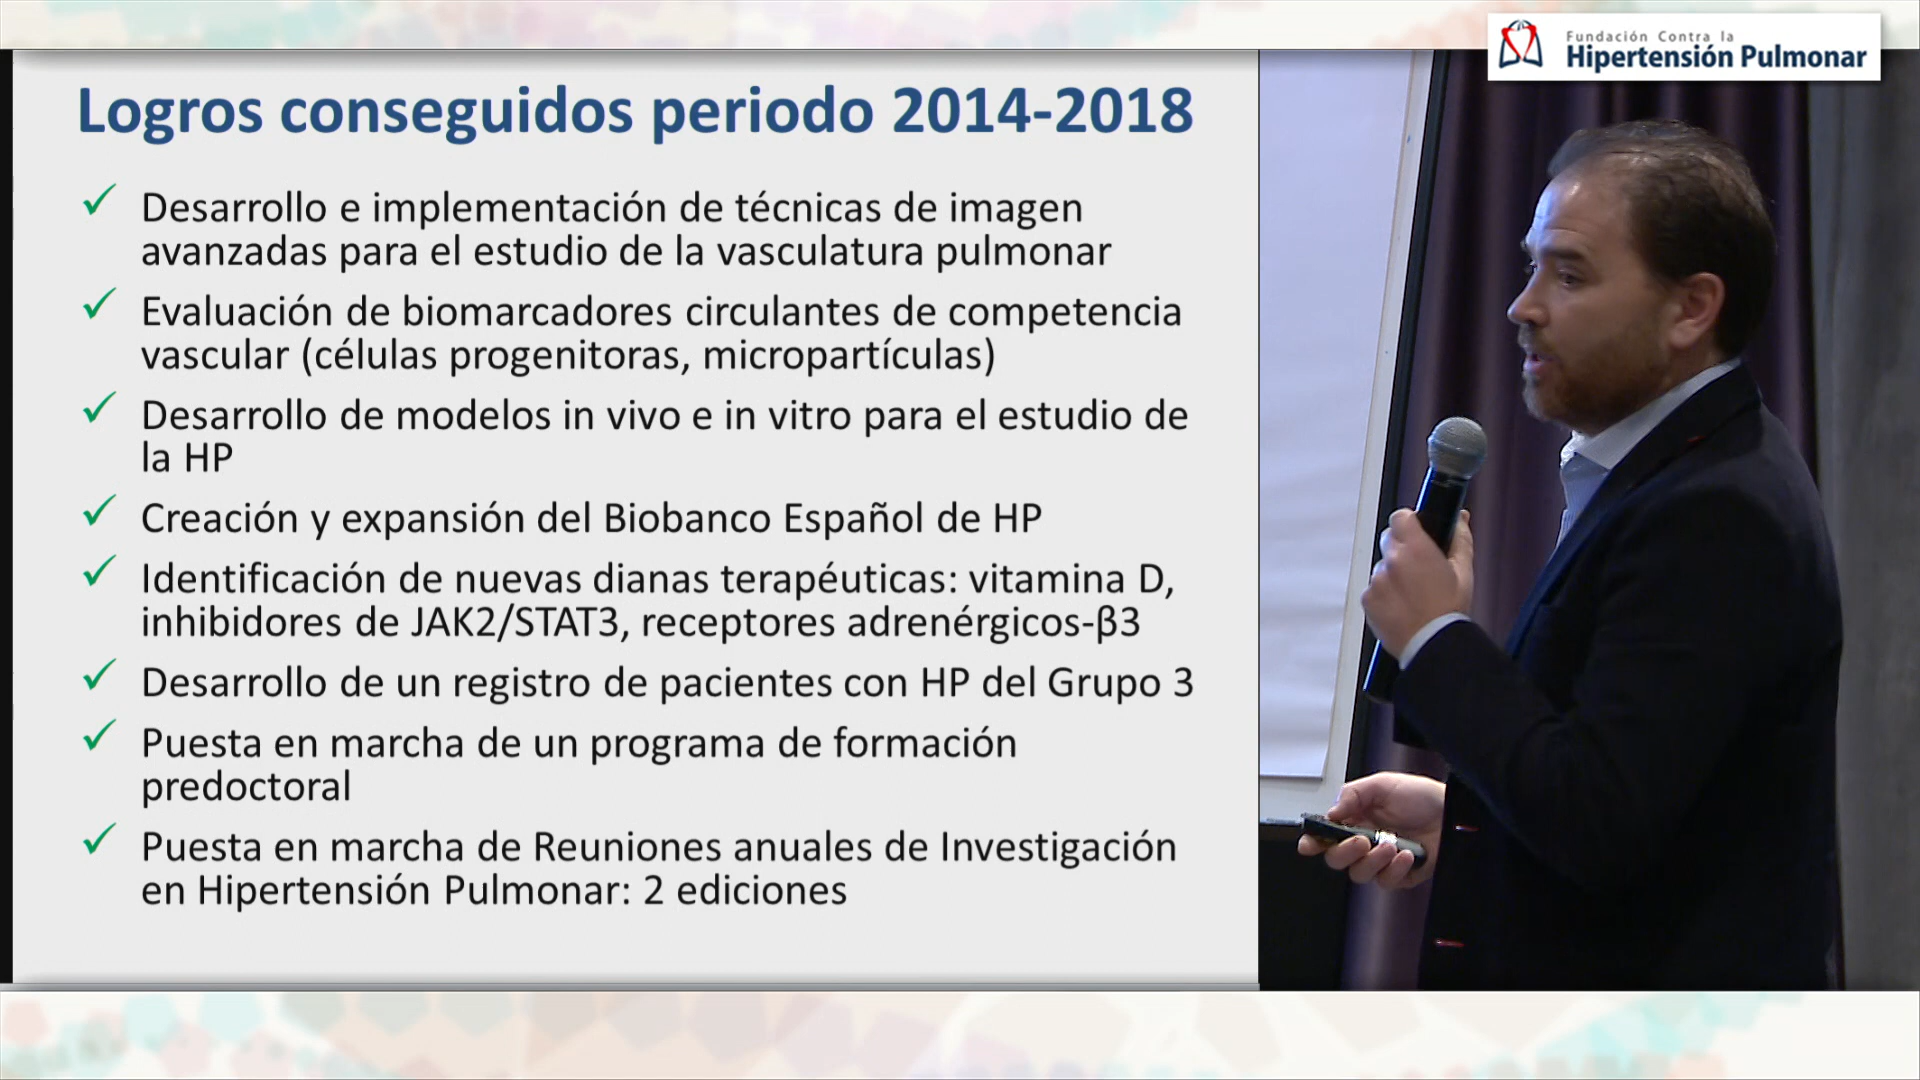 Fundación Contra la
Hipertensión Pulmonar
Logros conseguidos periodo 2014-2018
✓ Desarrollo e implementación de técnicas de imagen
avanzadas para el estudio de la vasculatura pulmonar
✓ Evaluación de biomarcadores circulantes de competencia
vascular (células progenitoras, micropartículas)
✓ Desarrollo de modelos in vivo e in vitro para el estudio de
la HP
✓ Creación y expansión del Biobanco Español de HP
✓ Identificación de nuevas dianas terapéuticas: vitamina D,
inhibidores de JAK2/STAT3, receptores adrenérgicos-β3
✓ Desarrollo de un registro de pacientes con HP del Grupo 3
✓ Puesta en marcha de un programa de formación
predoctoral
✓ Puesta en marcha de Reuniones anuales de Investigación
en Hipertensión Pulmonar: 2 ediciones